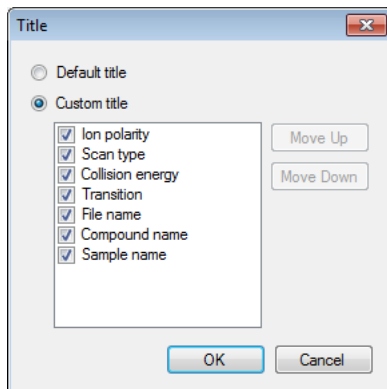 Title
Default title
Custom title
Ion polarity
Scan type
Collision energy
Transition
File name
Compound name
Sample name
Move Up
Move Down
OK
Cancel